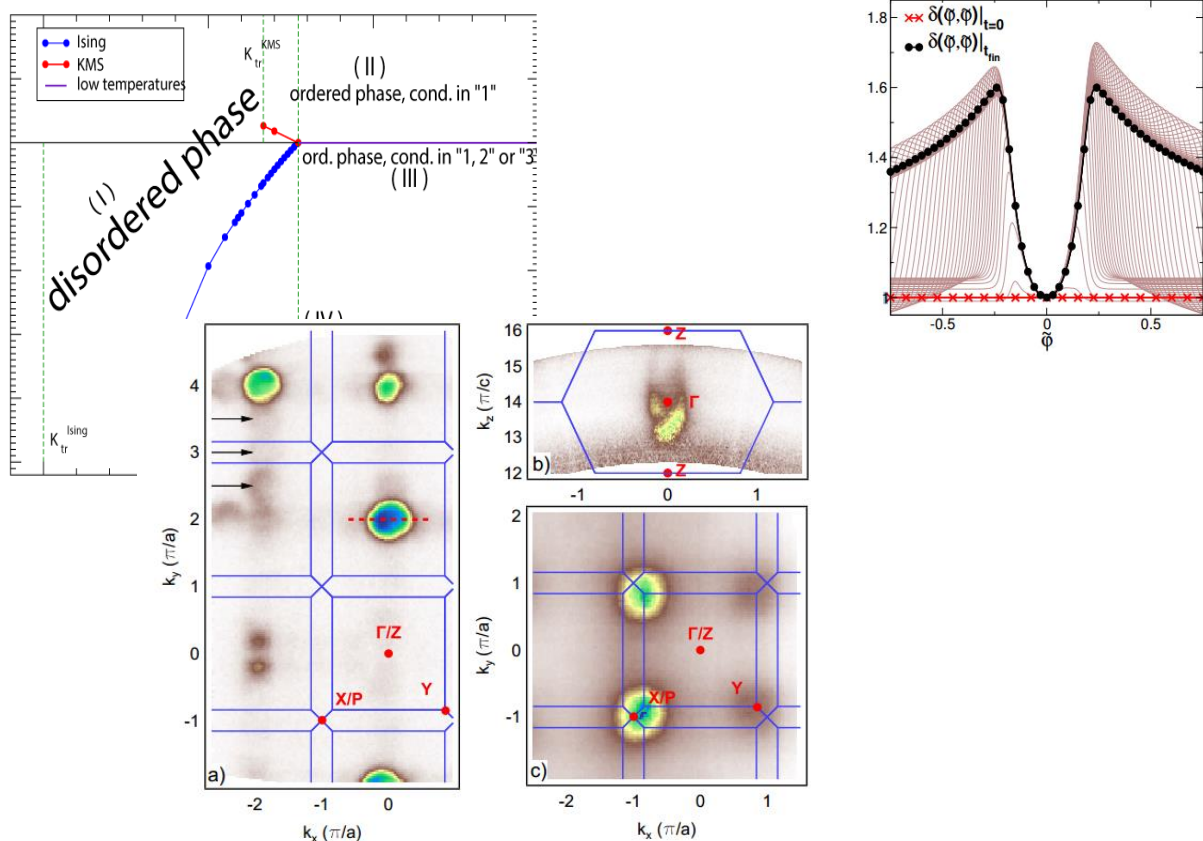 Ising
KMS
low temperatures
K_tr^KMS
(II)
ordered phase, cond. in "1"
ord. phase, cond. in "1, 2" or "3
(III)
(I)
disordered phase
K_tr^Ising
δ(φ̃,φ̃)|t=0
δ(φ̃,φ̃)|t_fin
1.8
1.6
1.4
1.2
1
-0.5
0
0.5
φ̃
4
3
2
1
0
-1
k_y (π/a)
Γ/Z
X/P
Y
a)
-2
-1
0
k_x (π/a)
16
15
14
13
12
k_z (π/c)
Z
Γ
Z
b)
-1
0
1
2
1
0
-1
k_y (π/a)
Γ/Z
X/P
Y
c)
-2
-1
0
1
k_x (π/a)